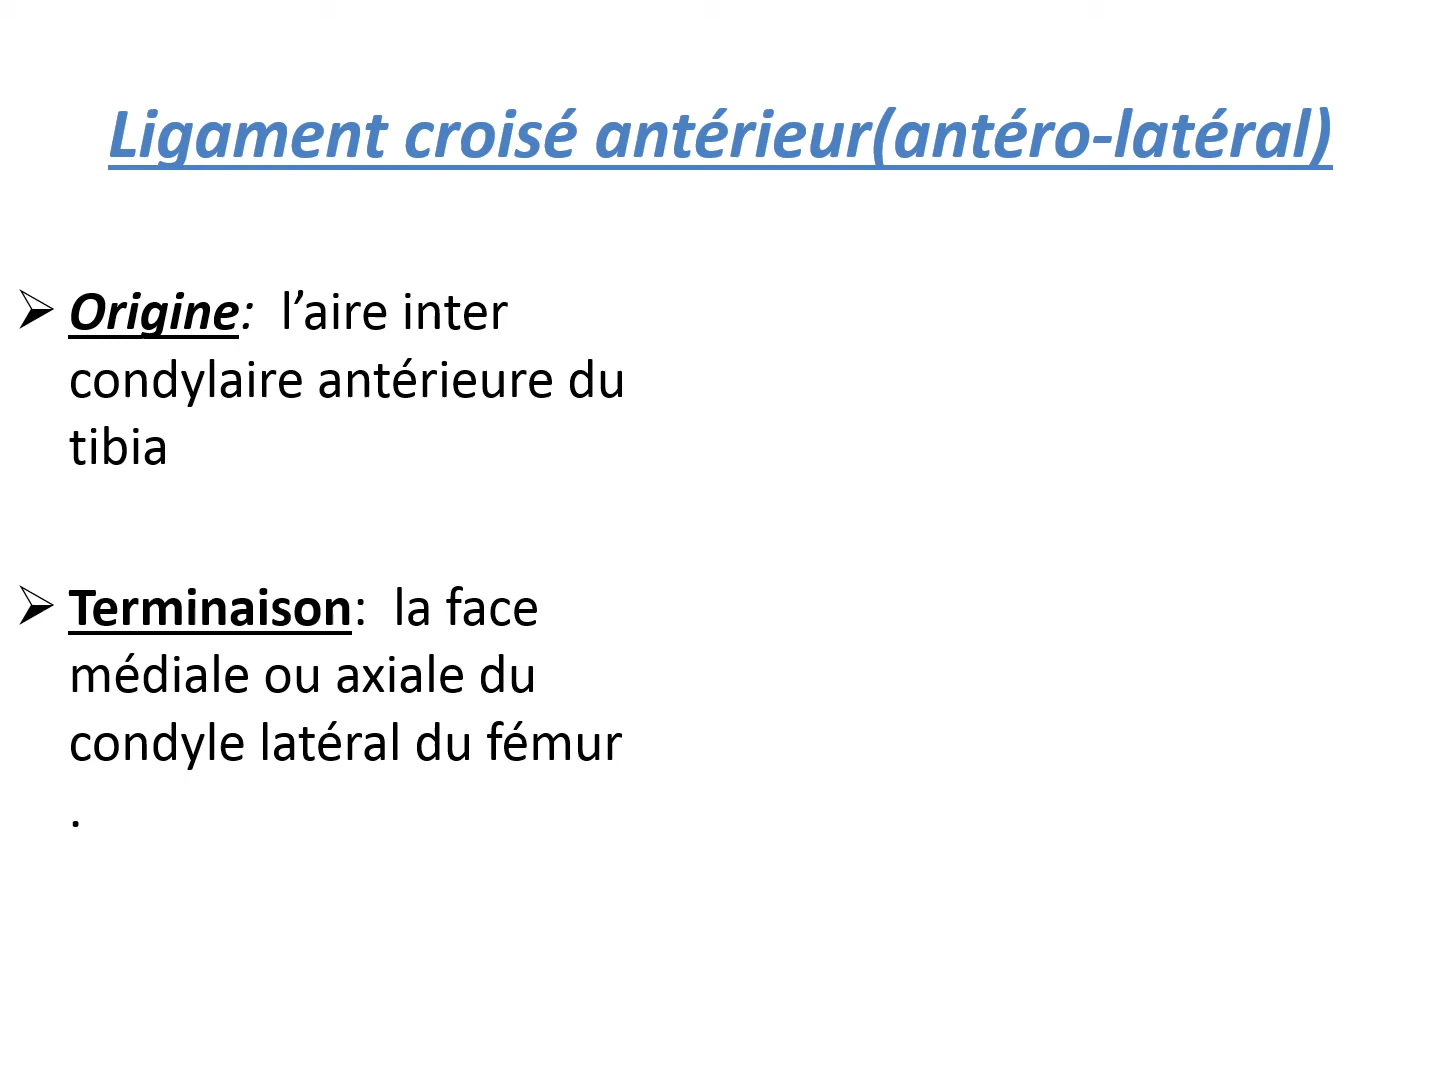 Ligament croisé antérieur(antéro-latéral)
➢ Origine: l’aire inter
condylaire antérieure du
tibia
➢ Terminaison: la face
médiale ou axiale du
condyle latéral du fémur
.